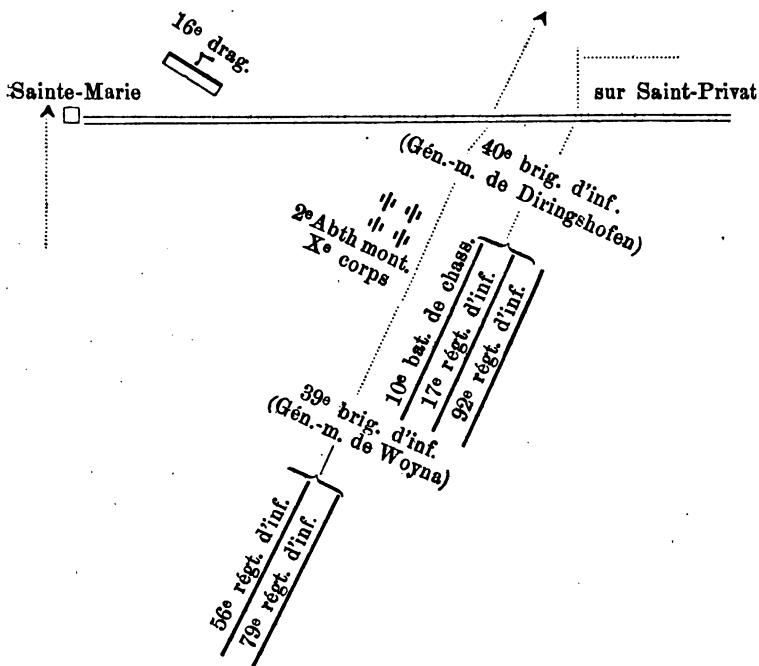 16e drag.
Sainte-Marie
sur Saint-Privat
40e brig. d'inf.
(Gén.-m. de Diringshofen)
2e Abth mont.
Xe corps
10e bat. de chass.
17e régt. d'inf.
92e régt. d'inf.
39e brig. d'inf.
(Gén.-m. de Woyna)
56e régt. d'inf.
79e régt. d'inf.